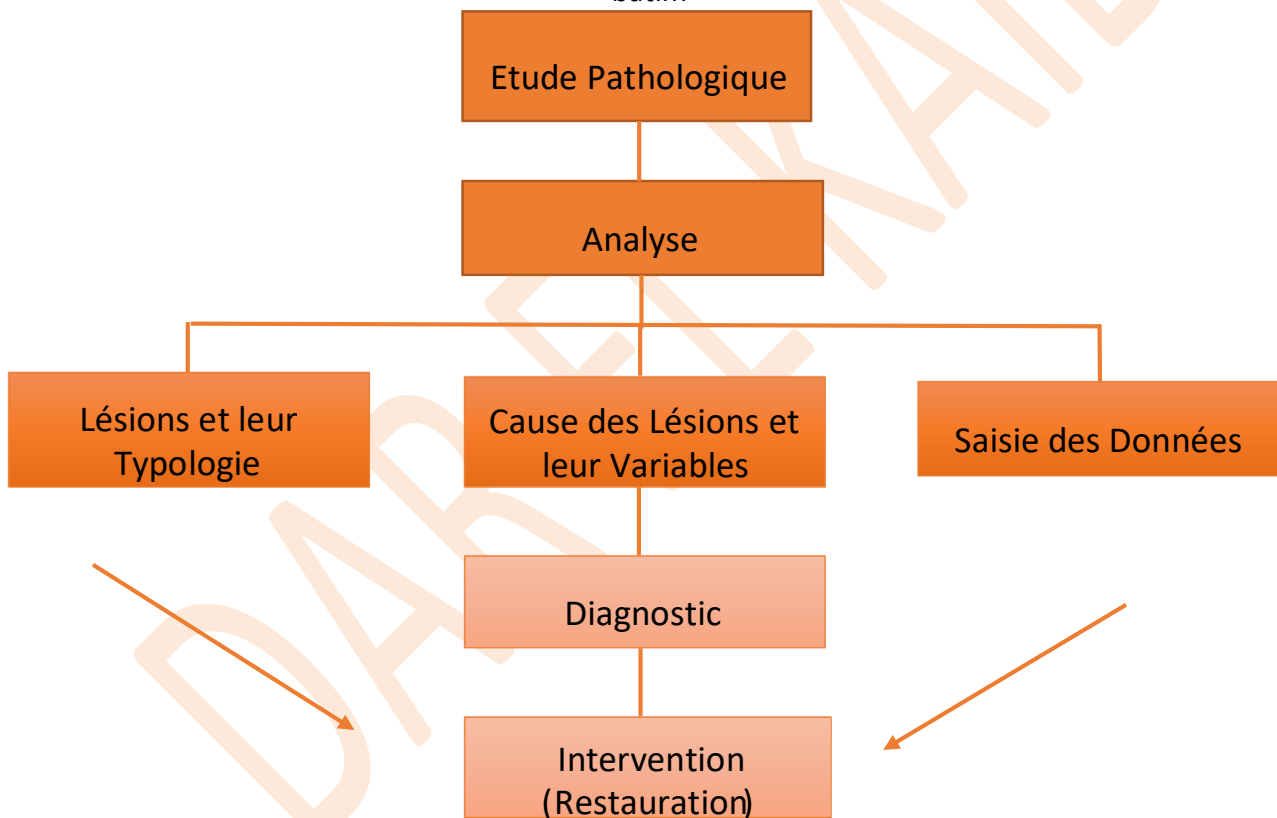 Etude Pathologique
Analyse
Lésions et leur
Typologie
Cause des Lésions et
leur Variables
Saisie des Données
Diagnostic
Intervention
(Restauration)